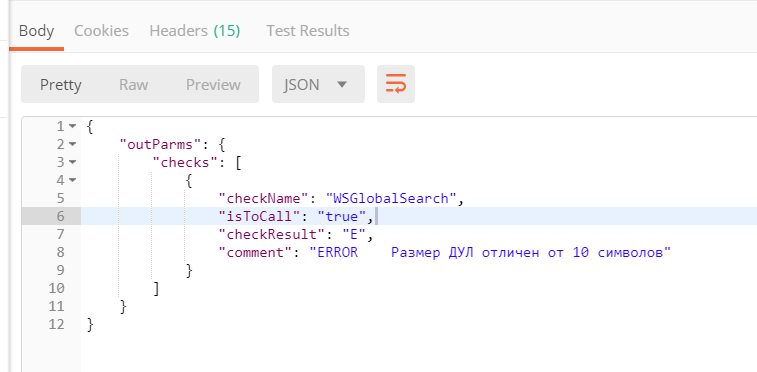 Body Cookies Headers (15) Test Results
Pretty Raw Preview JSON
1 {
2 "outParms": {
3 "checks": [
4 {
5 "checkName": "WSGlobalSearch",
6 "isToCall": "true",
7 "checkResult": "E",
8 "comment": "ERROR    Размер ДУЛ отличен от 10 символов"
9 }
10 ]
11 }
12 }